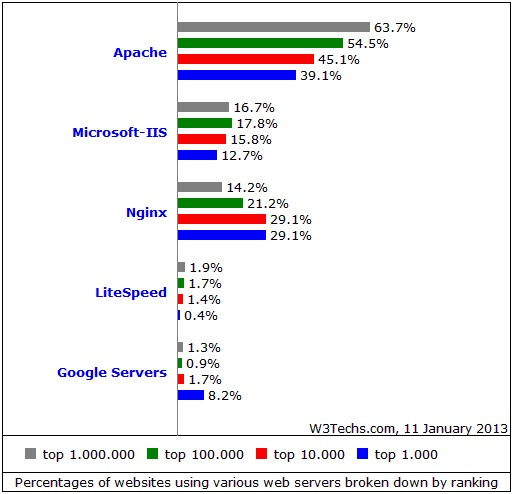 Apache
63.7%
54.5%
45.1%
39.1%
Microsoft-IIS
16.7%
17.8%
15.8%
12.7%
Nginx
14.2%
21.2%
29.1%
29.1%
LiteSpeed
1.9%
1.7%
1.4%
0.4%
Google Servers
1.3%
0.9%
1.7%
8.2%
W3Techs.com, 11 January 2013
top 1.000.000 top 100.000 top 10.000 top 1.000
Percentages of websites using various web servers broken down by ranking